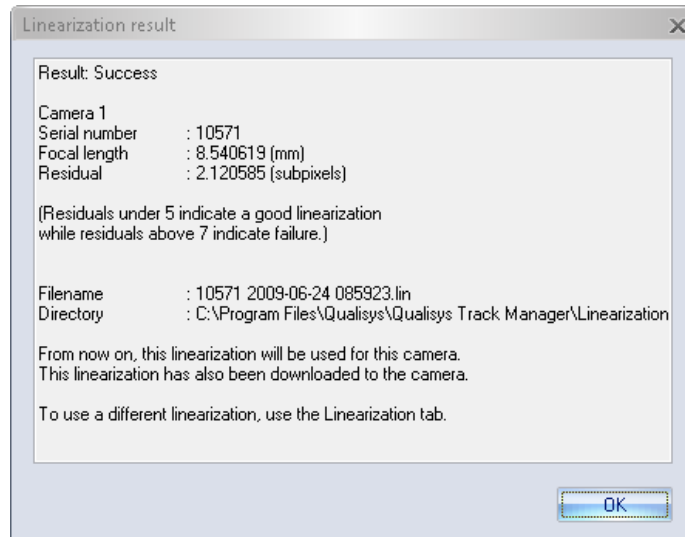 Linearization result
Result: Success
Camera 1
Serial number : 10571
Focal length : 8.540619 (mm)
Residual : 2.120585 (subpixels)
(Residuals under 5 indicate a good linearization
while residuals above 7 indicate failure.)
Filename : 10571 2009-06-24 085923.lin
Directory : C:\Program Files\Qualisys\Qualisys Track Manager\Linearization
From now on, this linearization will be used for this camera.
This linearization has also been downloaded to the camera.
To use a different linearization, use the Linearization tab.
OK